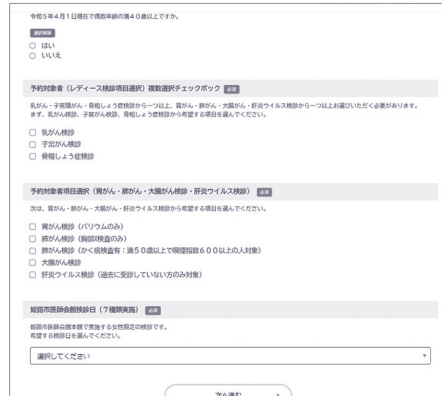 令和5年4月1日現在で偶数年齢の満40歳以上ですか。
選択解除
はい
いいえ
予約対象者（レディース検診項目選択）複数選択チェックボック 必須
乳がん・子宮頸がん・骨粗しょう症検診から一つ以上、胃がん・肺がん・大腸がん・肝炎ウイルス検診から一つ以上お選びいただく必要があります。
まず、乳がん検診、子宮がん検診、骨粗しょう症検診から希望する項目を選んでください。
乳がん検診
子宮がん検診
骨粗しょう症検診
予約対象者項目選択（胃がん・肺がん・大腸がん検診・肝炎ウイルス検診） 必須
次は、胃がん・肺がん・大腸がん・肝炎ウイルス検診から希望する項目を選んでください。
胃がん検診（バリウムのみ）
肺がん検診（胸部X検査のみ）
肺がん検診（かく痰検査有：満50歳以上で喫煙指数600以上の人対象）
大腸がん検診
肝炎ウイルス検診（過去に受診していない方のみ対象）
姫路市医師会館検診日（7種類実施） 必須
姫路市医師会館本館で実施する女性限定の検診です。
希望する検診日を選んでください。
選択してください
次へ進む